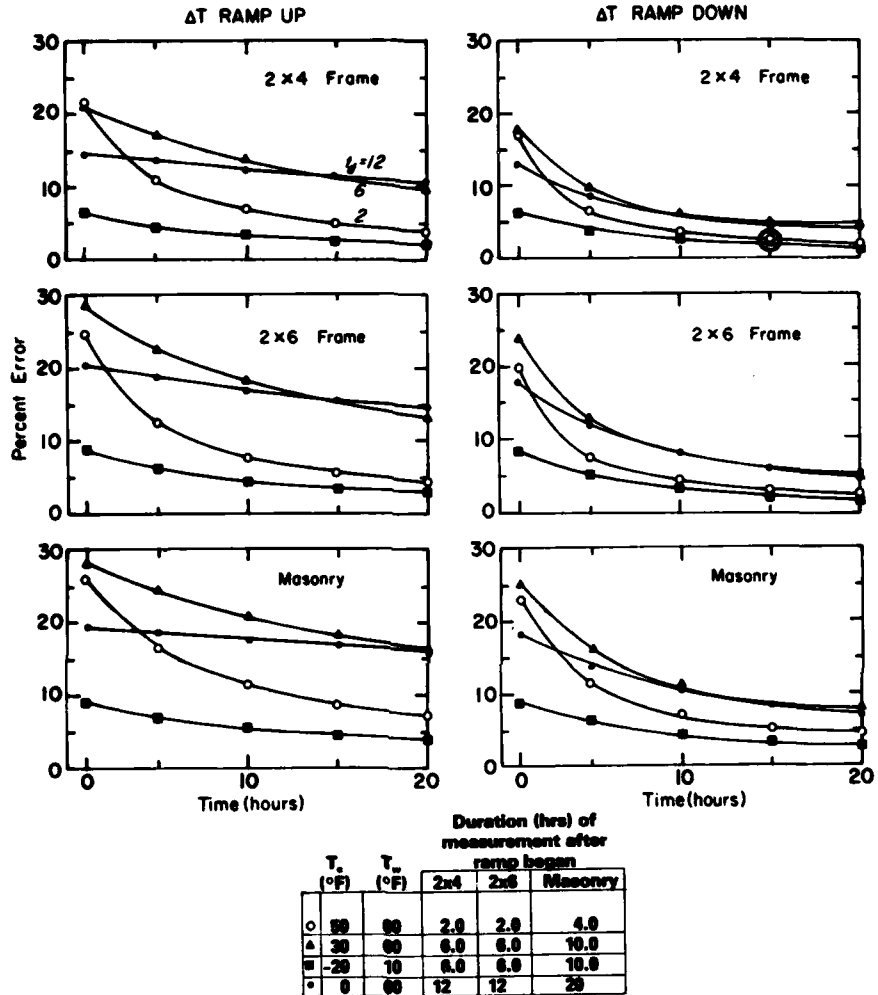 ΔT RAMP UP
ΔT RAMP DOWN
30
20
10
0
2×4 Frame
y=12
6
2
30
20
10
0
2×4 Frame
Percent Error
30
20
10
0
2×6 Frame
30
20
10
0
2×6 Frame
30
20
10
0
Masonry
0
10
20
Time (hours)
30
20
10
0
Masonry
0
10
20
Time (hours)
Duration (hrs) of
measurement after
ramp began
(°F) (°F) 2x4 2x6 Masonry
50 60 2.0 2.0 4.0
30 60 6.0 6.0 10.0
-20 10 6.0 6.0 10.0
0 60 12 12 20